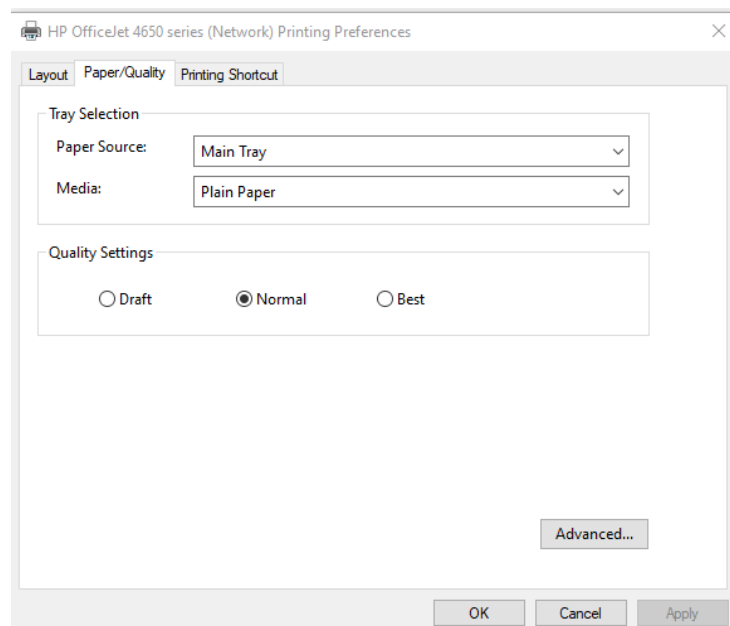 HP OfficeJet 4650 series (Network) Printing Preferences
Layout Paper/Quality Printing Shortcut
Tray Selection
Paper Source: Main Tray
Media: Plain Paper
Quality Settings
Draft Normal Best
Advanced...
OK Cancel Apply